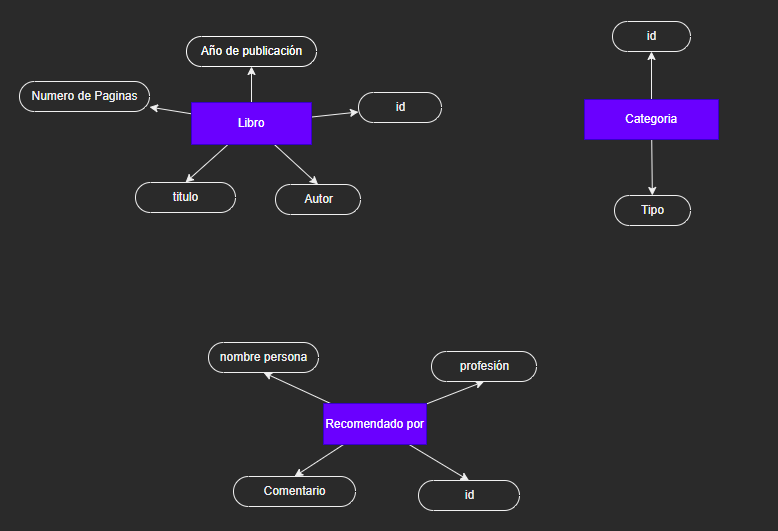 Año de publicación
id
Numero de Paginas
id
Libro
Categoria
titulo
Autor
Tipo
nombre persona
profesión
Recomendado por
Comentario
id